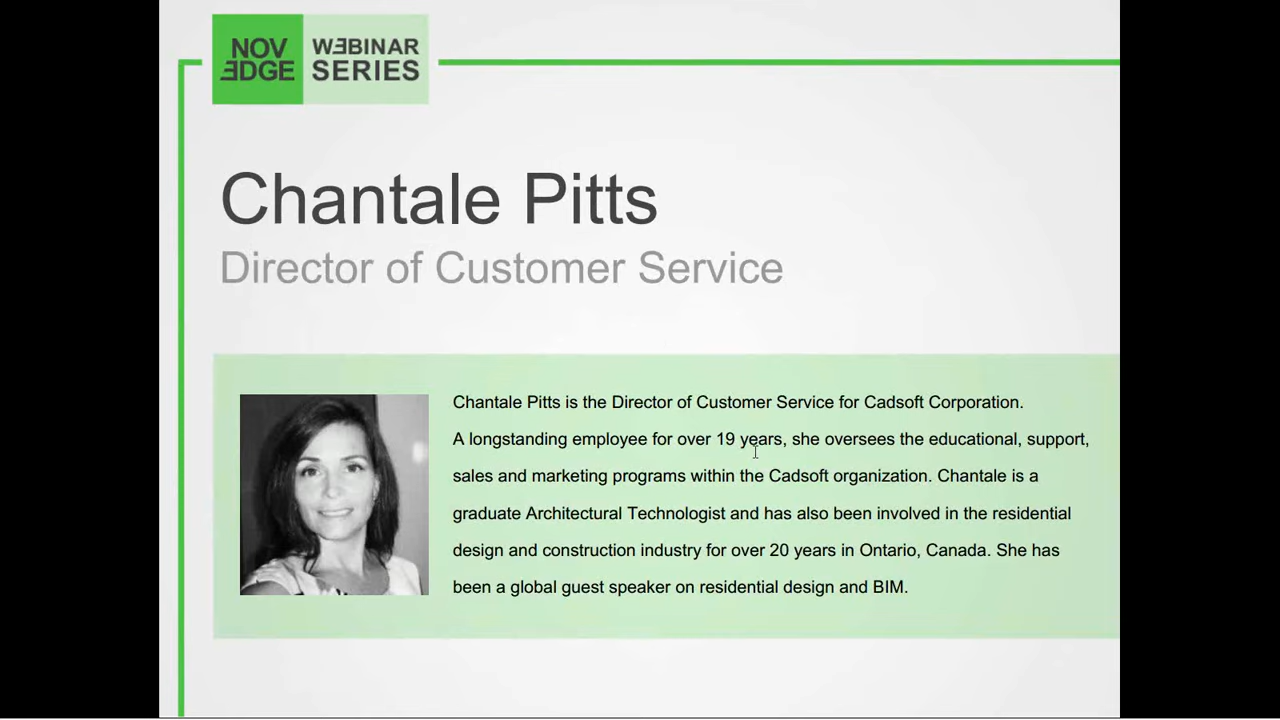 NOV
EDGE
WEBINAR
SERIES
Chantale Pitts
Director of Customer Service
Chantale Pitts is the Director of Customer Service for Cadsoft Corporation.
A longstanding employee for over 19 years, she oversees the educational, support,
sales and marketing programs within the Cadsoft organization. Chantale is a
graduate Architectural Technologist and has also been involved in the residential
design and construction industry for over 20 years in Ontario, Canada. She has
been a global guest speaker on residential design and BIM.